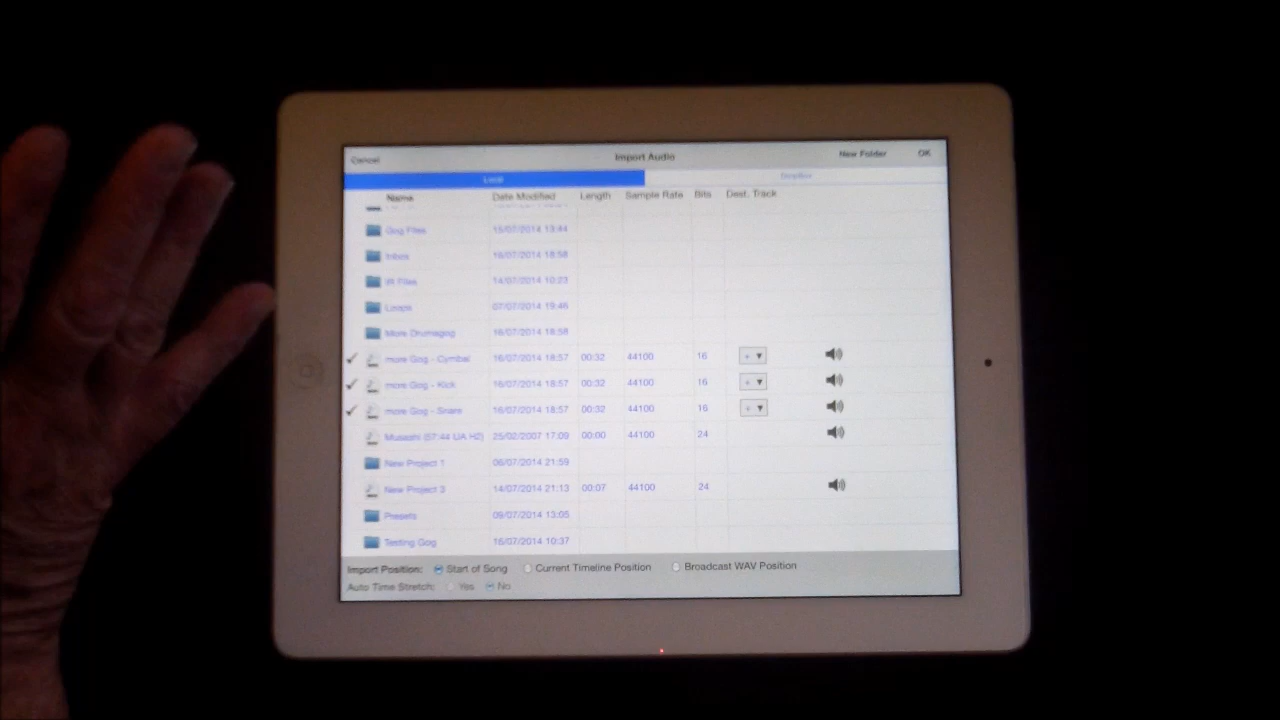 Cancel Import Audio New Folder OK
Local Dropbox
Name Date Modified Length Sample Rate Bits Dest. Track
Gog Files 15/07/2014 13:44
Inbox 16/07/2014 18:58
IR Files 14/07/2014 10:23
Loops 07/07/2014 19:46
More Drumagog 16/07/2014 18:58
more Gog - Cymbal 16/07/2014 18:57 00:32 44100 16 +
more Gog - Kick 16/07/2014 18:57 00:32 44100 16 +
more Gog - Snare 16/07/2014 18:57 00:32 44100 16 +
Musashi (57:44 UA H2) 25/02/2007 17:09 00:00 44100 24
New Project 1 06/07/2014 21:59
New Project 3 14/07/2014 21:13 00:07 44100 24
Presets 09/07/2014 13:05
Testing Gog 16/07/2014 10:37
Import Position: Start of Song Current Timeline Position Broadcast WAV Position
Auto Time Stretch: Yes No